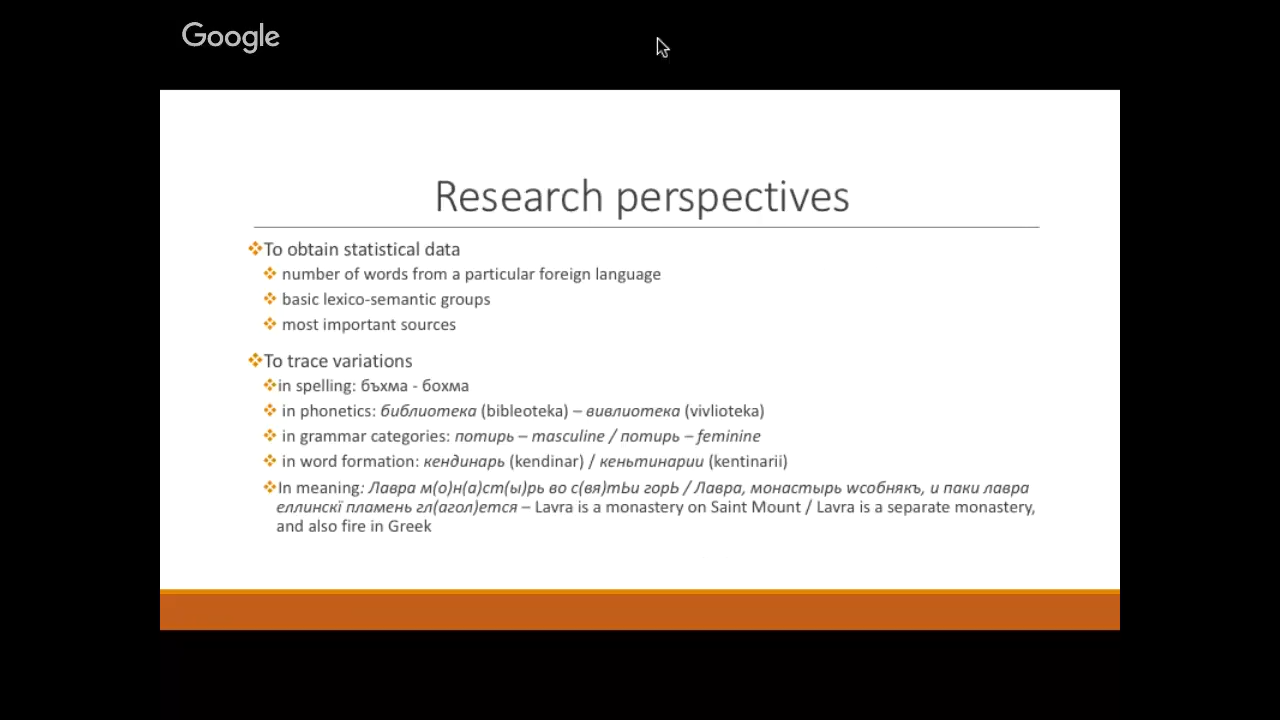 Google
Research perspectives
To obtain statistical data
number of words from a particular foreign language
basic lexico-semantic groups
most important sources
To trace variations
in spelling: бъхма - бохма
in phonetics: библиотека (bibleoteka) – вивлиотека (vivlioteka)
in grammar categories: потирь – masculine / потирь – feminine
in word formation: кендинарь (kendinar) / кеньтинарии (kentinarii)
In meaning: Лавра м(о)н(а)ст(ы)рь во с(вя)тЬи горЬ / Лавра, монастырь wсобнякъ, и паки лавра
еллинскї пламень гл(агол)ется – Lavra is a monastery on Saint Mount / Lavra is a separate monastery,
and also fire in Greek